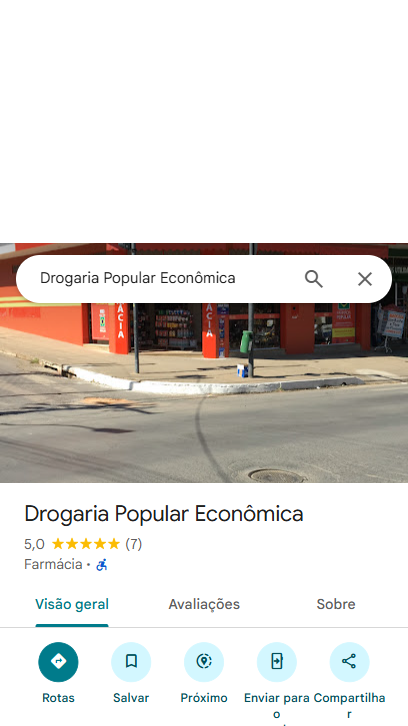 Drogaria Popular Econômica
ACIA
ACIA
Drogaria Popular Econômica
5,0 (7)
Farmácia ·
Visão geral
Avaliações
Sobre
Rotas
Salvar
Próximo
Enviar para o
Compartilhar